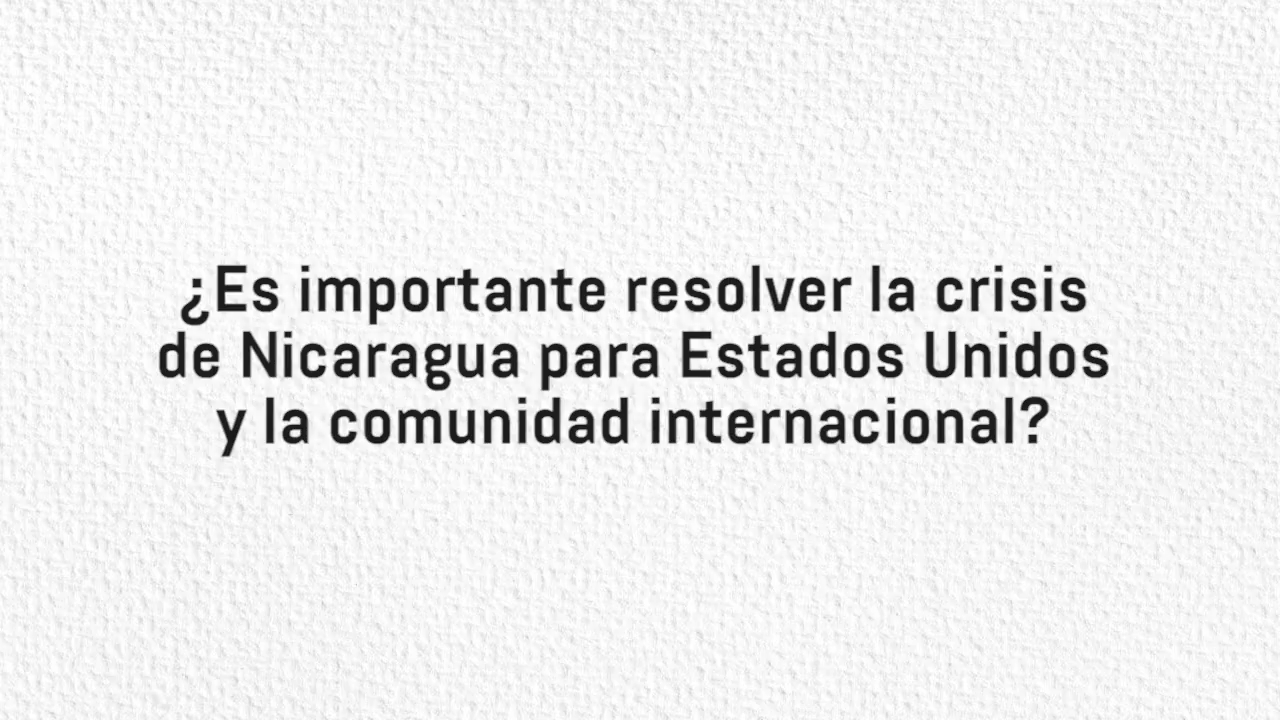 ¿Es importante resolver la crisis
de Nicaragua para Estados Unidos
y la comunidad internacional?